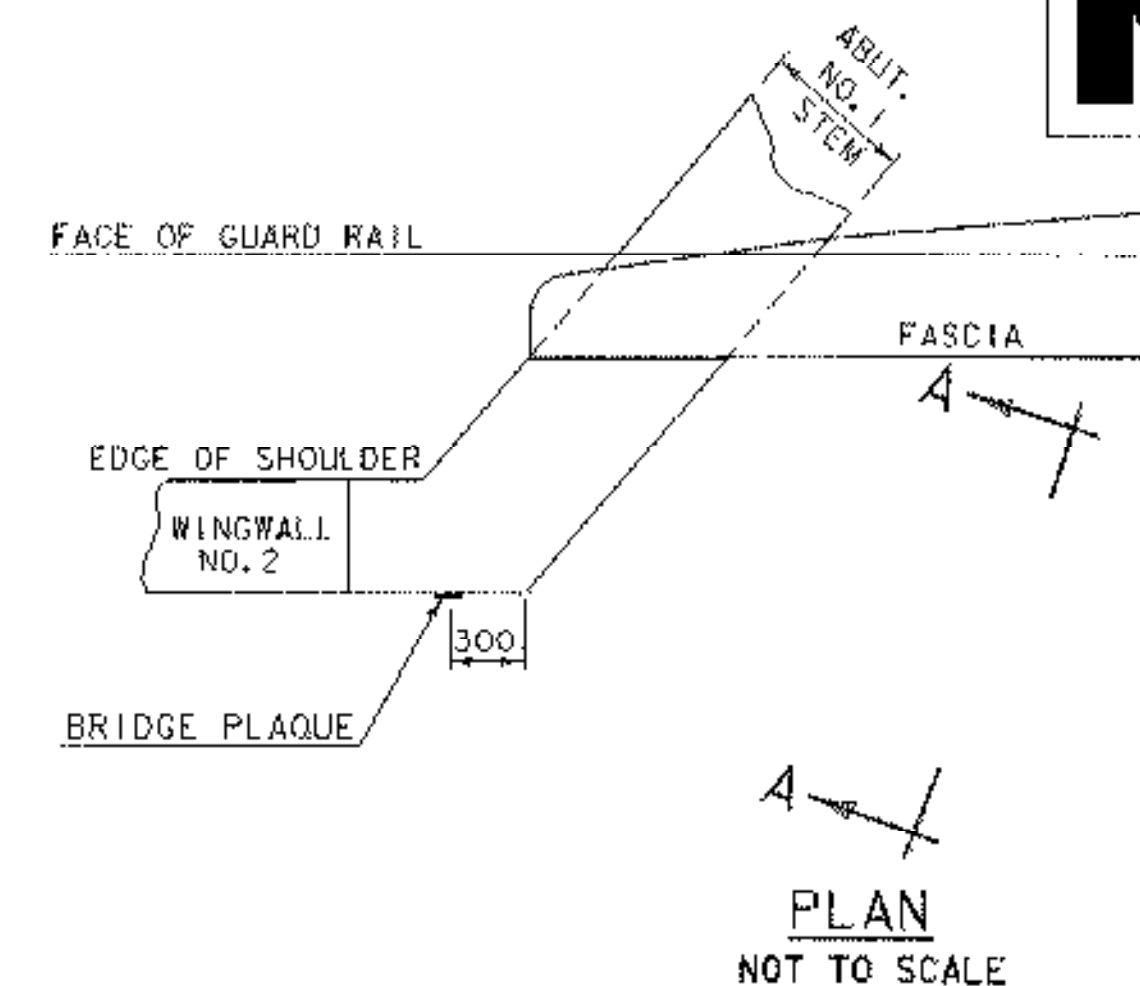 ABUT.
NO. 1
STEM
FACE OF GUARD RAIL
FASCIA
A
EDGE OF SHOULDER
WINGWALL
NO. 2
300
BRIDGE PLAQUE
A
PLAN
NOT TO SCALE